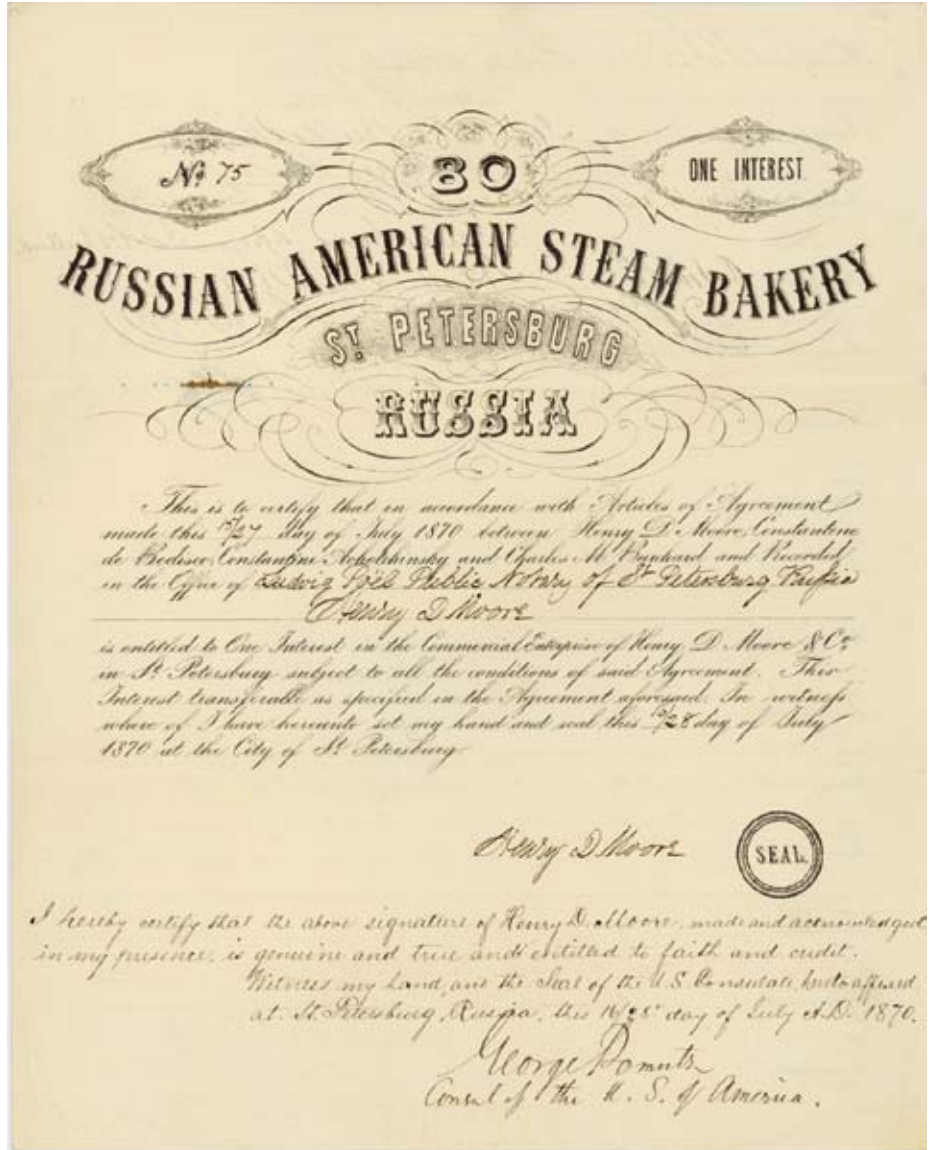 No 75
80
ONE INTEREST
RUSSIAN AMERICAN STEAM BAKERY
ST. PETERSBURG
RUSSIA
This is to certify that in accordance with Articles of Agreement
made this 15/27 day of July 1870 between Henry D. Moore, Constantine
de Bodisco, Constantine and Charles M. and Recorded
in the Office of Ludwig Public Notary of St Petersburg Russia
Henry D Moore
is entitled to One Interest in the Commercial Enterprise of Henry D. Moore & Co.
in St. Petersburg subject to all the conditions of said Agreement. This
Interest transferable as specified in the Agreement aforesaid. In witness
where of I have hereunto set my hand and seal this 16/28 day of July
1870 at the City of St. Petersburg
Henry D Moore
SEAL.
I hereby certify that the above signature of Henry D. Moore, made and acknowledged
in my presence, is genuine and true and entitled to faith and credit.
Witness my hand, and the Seal of the U.S. Consulate, hereto affixed
at St. Petersburg, Russia, this 16/28 day of July A.D. 1870.
George Pomutz
Consul of the U. S. of America.